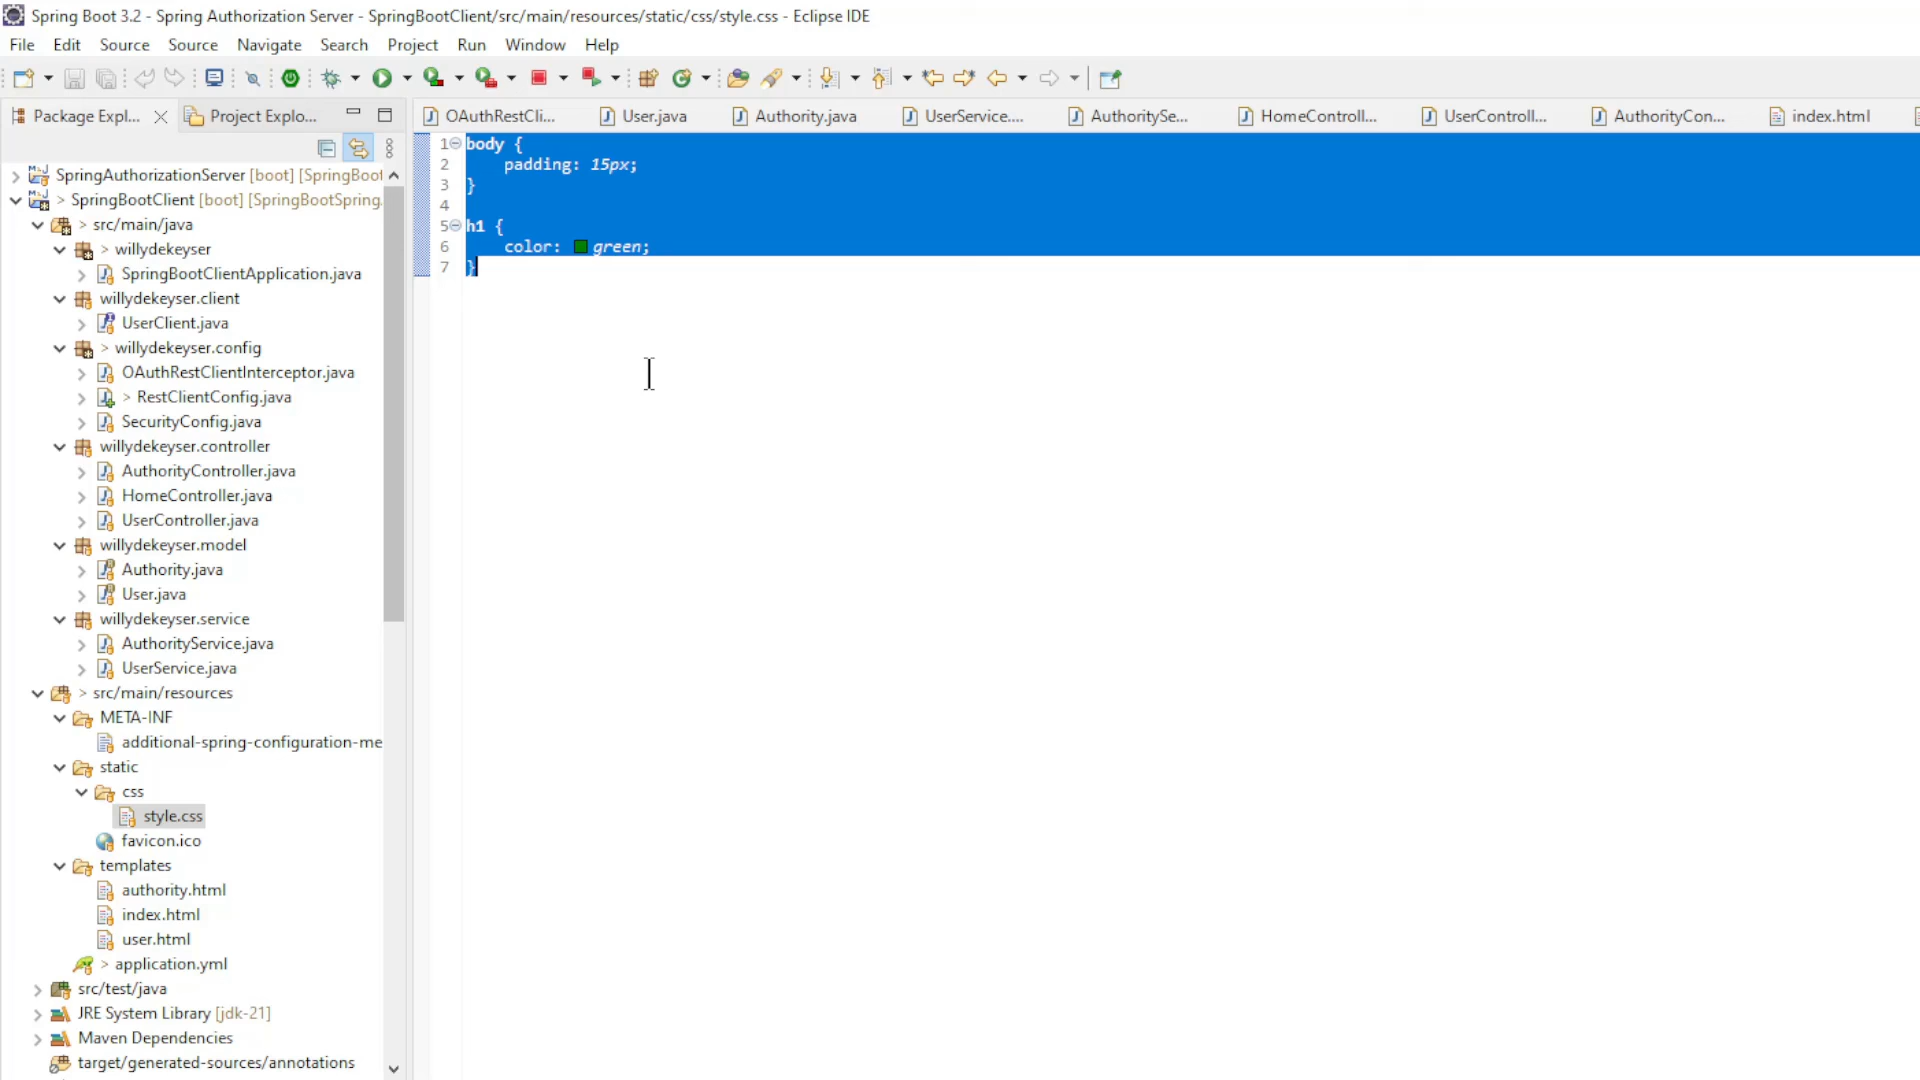 Spring Boot 3.2 - Spring Authorization Server - SpringBootClient/src/main/resources/static/css/style.css - Eclipse IDE
File Edit Source Source Navigate Search Project Run Window Help
Package Expl... Project Explo...
OAuthRestCli... User.java Authority.java UserService.... AuthoritySe... HomeControll... UserControll... AuthorityCon... index.html
SpringAuthorizationServer [boot] [SpringBoot
> SpringBootClient [boot] [SpringBootSpring
> src/main/java
> willydekeyser
SpringBootClientApplication.java
willydekeyser.client
UserClient.java
> willydekeyser.config
OAuthRestClientInterceptor.java
> RestClientConfig.java
SecurityConfig.java
willydekeyser.controller
AuthorityController.java
HomeController.java
UserController.java
willydekeyser.model
Authority.java
User.java
willydekeyser.service
AuthorityService.java
UserService.java
> src/main/resources
META-INF
additional-spring-configuration-me
static
css
style.css
favicon.ico
templates
authority.html
index.html
user.html
> application.yml
src/test/java
JRE System Library [jdk-21]
Maven Dependencies
target/generated-sources/annotations
1 body {
2 padding: 15px;
3 }
4
5 h1 {
6 color: green;
7 }